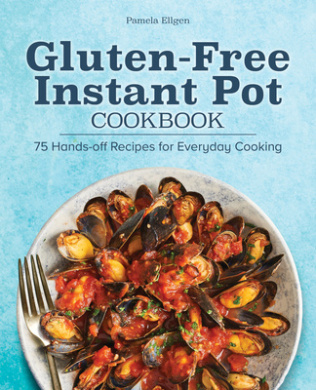 Pamela Ellgen
Gluten-Free
Instant Pot
COOKBOOK
75 Hands-off Recipes for Everyday Cooking